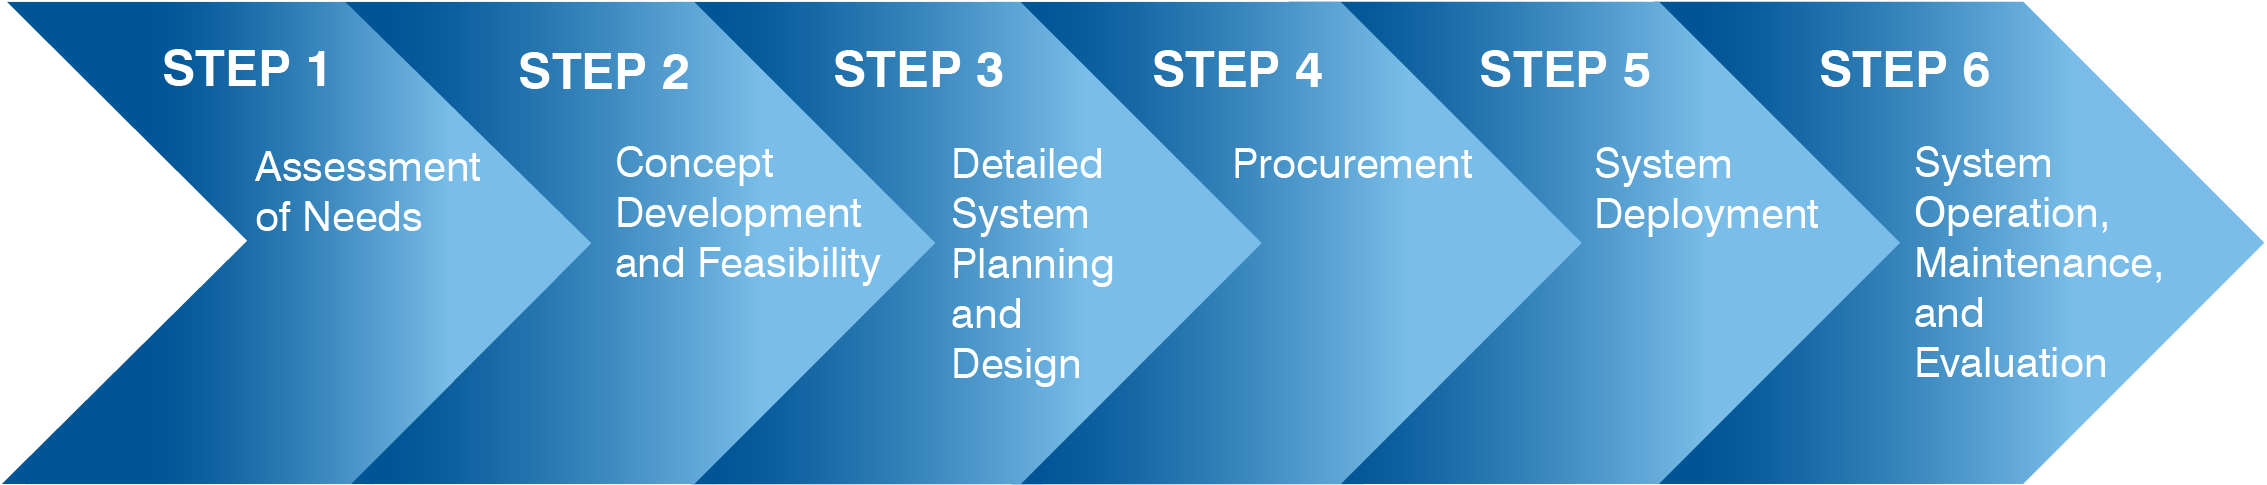 STEP 1
Assessment
of Needs
STEP 2
Concept
Development
and Feasibility
STEP 3
Detailed
System
Planning
and
Design
STEP 4
Procurement
STEP 5
System
Deployment
STEP 6
System
Operation,
Maintenance,
and
Evaluation